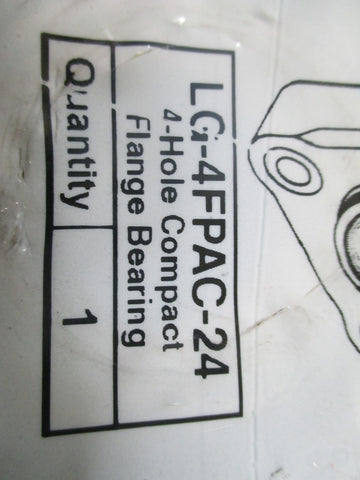 LG-4FPAC-24
4-Hole Compact
Flange Bearing
Quantity 1